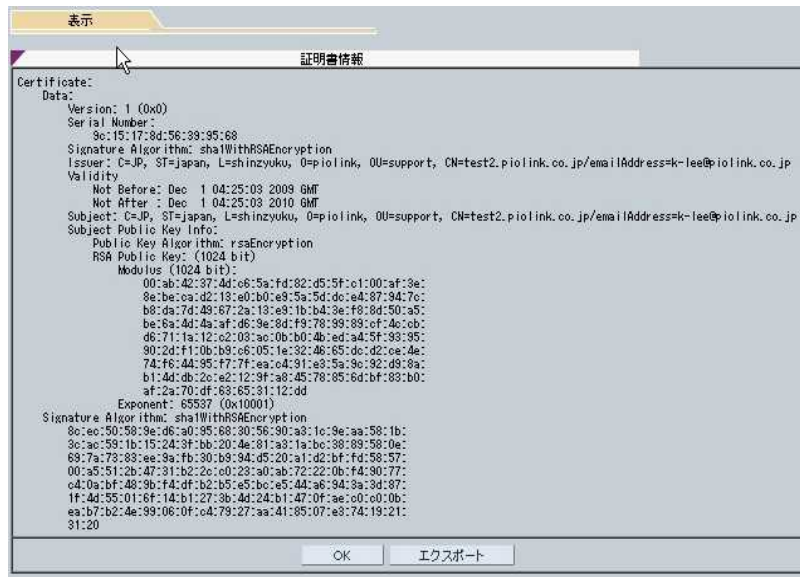 表示
証明書情報
Certificate:
Data:
Version: 1 (0x0)
Serial Number:
9c:15:17:8d:56:39:95:68
Signature Algorithm: sha1WithRSAEncryption
Issuer: C=JP, ST=japan, L=shinzyuku, O=piolink, OU=support, CN=test2.piolink.co.jp/emailAddress=k-lee@piolink.co.jp
Validity
Not Before: Dec 1 04:25:03 2009 GMT
Not After : Dec 1 04:25:03 2010 GMT
Subject: C=JP, ST=japan, L=shinzyuku, O=piolink, OU=support, CN=test2.piolink.co.jp/emailAddress=k-lee@piolink.co.jp
Subject Public Key Info:
Public Key Algorithm: rsaEncryption
RSA Public Key: (1024 bit)
Modulus (1024 bit):
00:ab:42:37:4d:c6:5a:fd:82:d5:5f:c1:00:af:3e:
8e:be:ca:d2:13:e0:b0:e9:5a:5d:dc:e4:87:94:7c:
b8:da:7d:49:67:2a:13:e9:1b:b4:3e:f8:8d:50:a5:
be:6a:4d:4a:af:d6:9e:8d:f9:78:99:89:cf:4c:cb:
d6:71:1a:12:c2:03:ac:0b:b0:4b:ed:a4:5f:93:95:
90:2d:f1:0b:b9:c6:05:1e:32:46:65:dc:d2:ce:4e:
74:f6:44:95:f7:7f:ea:c4:91:e3:5a:9c:92:d9:8a:
b1:4d:db:2c:e2:12:9f:a8:45:78:85:6d:bf:83:b0:
af:2a:70:df:63:65:31:12:dd
Exponent: 65537 (0x10001)
Signature Algorithm: sha1WithRSAEncryption
8c:ec:50:58:9e:d6:a0:95:68:30:56:90:a3:1c:9e:aa:58:1b:
3c:ac:59:1b:15:24:3f:bb:20:4e:81:a3:1a:bc:38:89:58:0e:
69:7a:73:83:ee:9a:fb:30:b9:94:d5:20:a1:d2:bf:fd:58:57:
00:a5:51:2b:47:31:b2:2c:c0:23:a0:ab:72:22:0b:f4:90:77:
c4:0a:bf:48:9b:f4:df:b2:b5:e5:bc:e5:44:a6:94:3a:3d:87:
1f:4d:55:01:6f:14:b1:27:3b:4d:24:b1:47:0f:ae:c0:c0:0b:
ea:b7:b2:4e:99:06:0f:c4:79:27:aa:41:85:07:e3:74:19:21:
31:20
OK
エクスポート